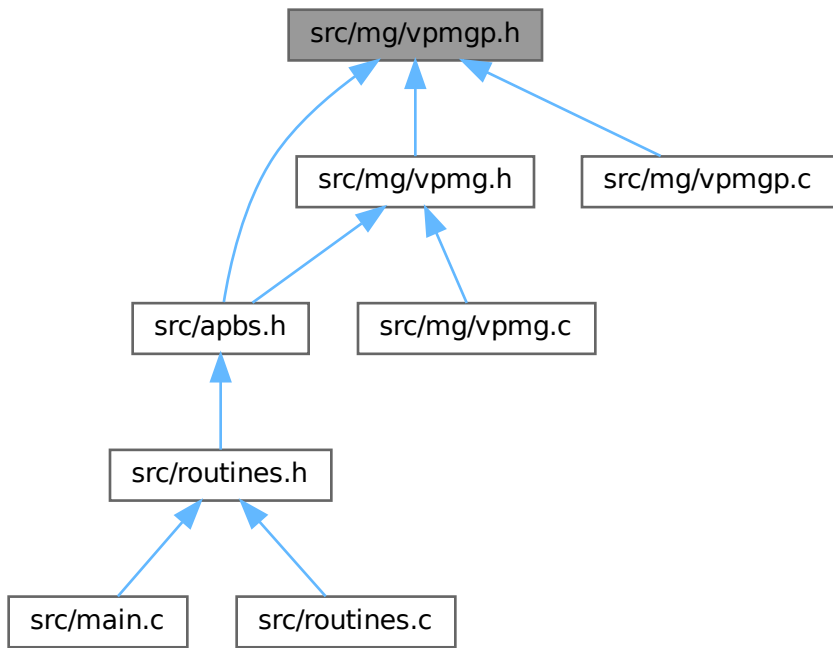 src/mg/vpmgp.h
src/mg/vpmg.h
src/mg/vpmgp.c
src/apbs.h
src/mg/vpmg.c
src/routines.h
src/main.c
src/routines.c